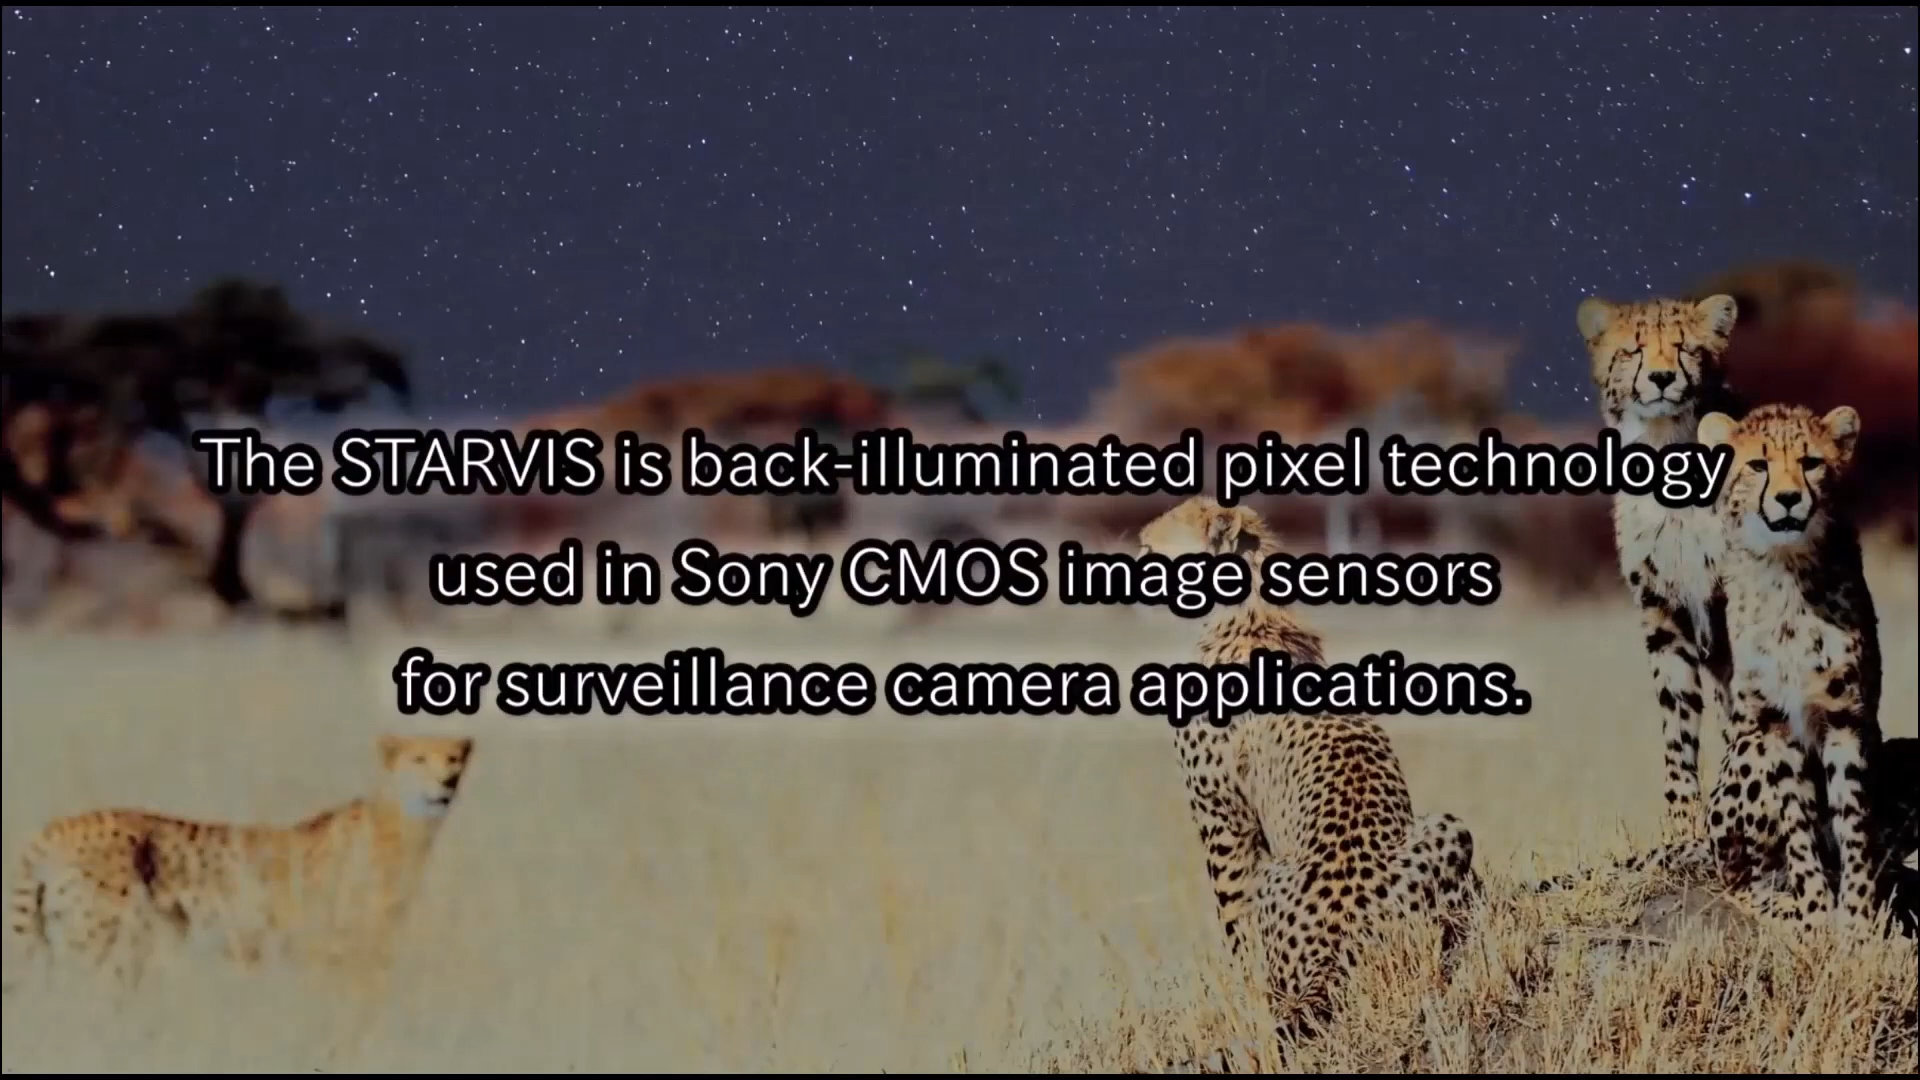 The STARVIS is back-illuminated pixel technology
used in Sony CMOS image sensors
for surveillance camera applications.